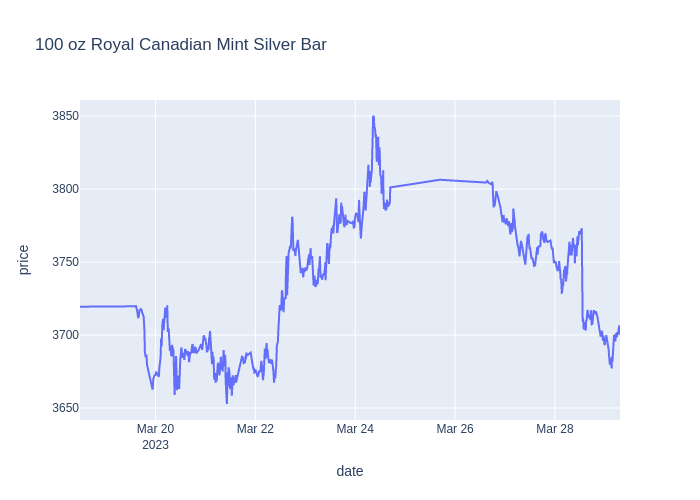 100 oz Royal Canadian Mint Silver Bar
3850
3800
3750
3700
3650
price
Mar 20
2023
Mar 22
Mar 24
Mar 26
Mar 28
date